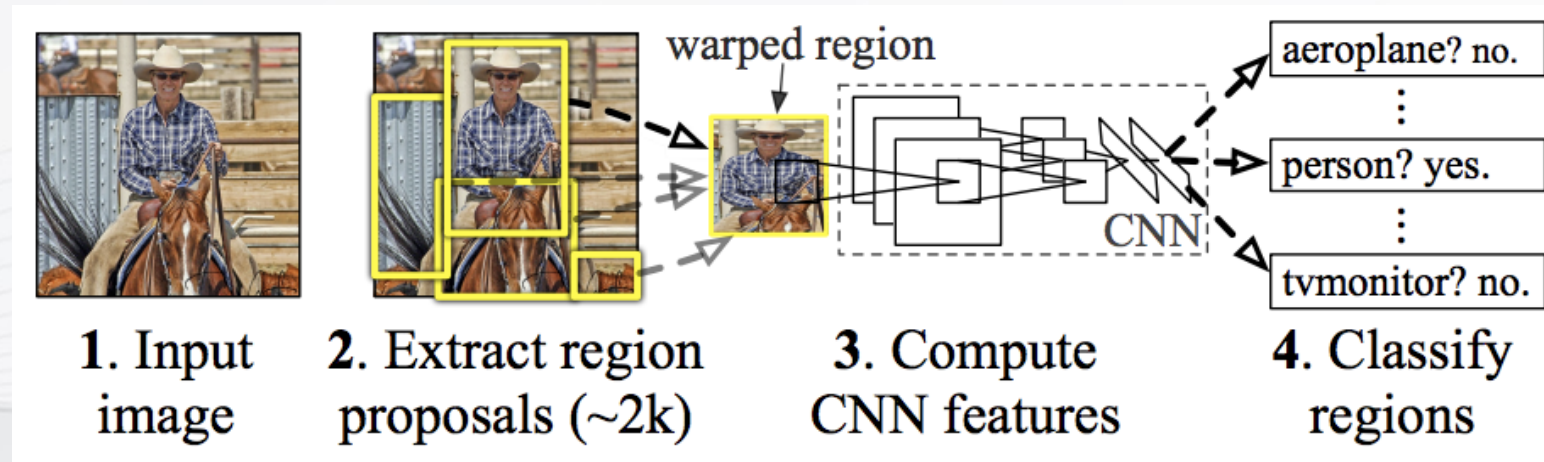 warped region
aeroplane? no.
person? yes.
CNN
tvmonitor? no.
1. Input
image
2. Extract region
proposals (~2k)
3. Compute
CNN features
4. Classify
regions